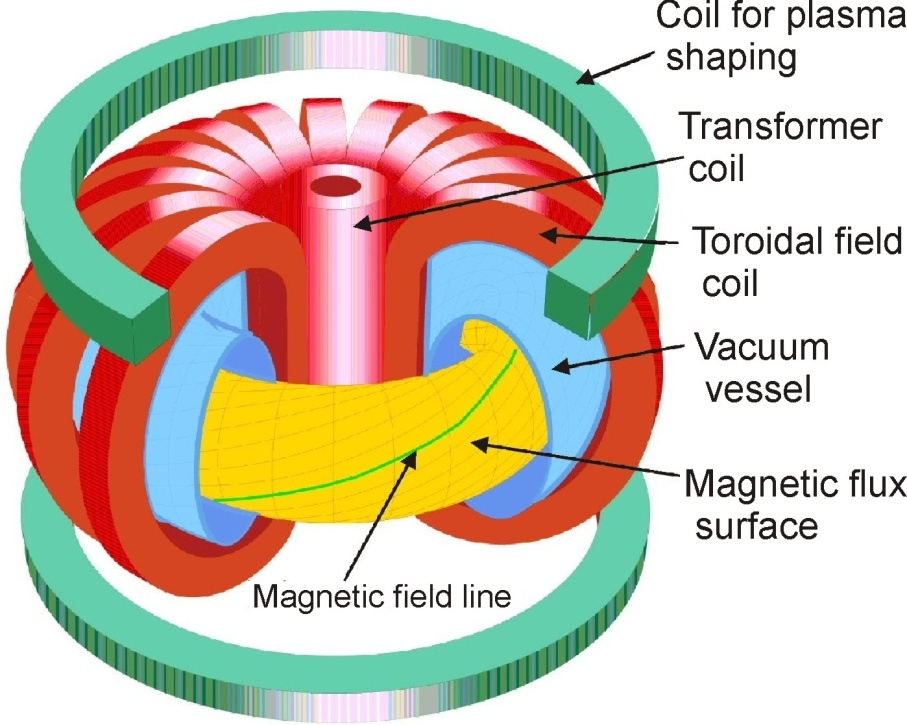 Coil for plasma
shaping
Transformer
coil
Toroidal field
coil
Vacuum
vessel
Magnetic flux
surface
Magnetic field line